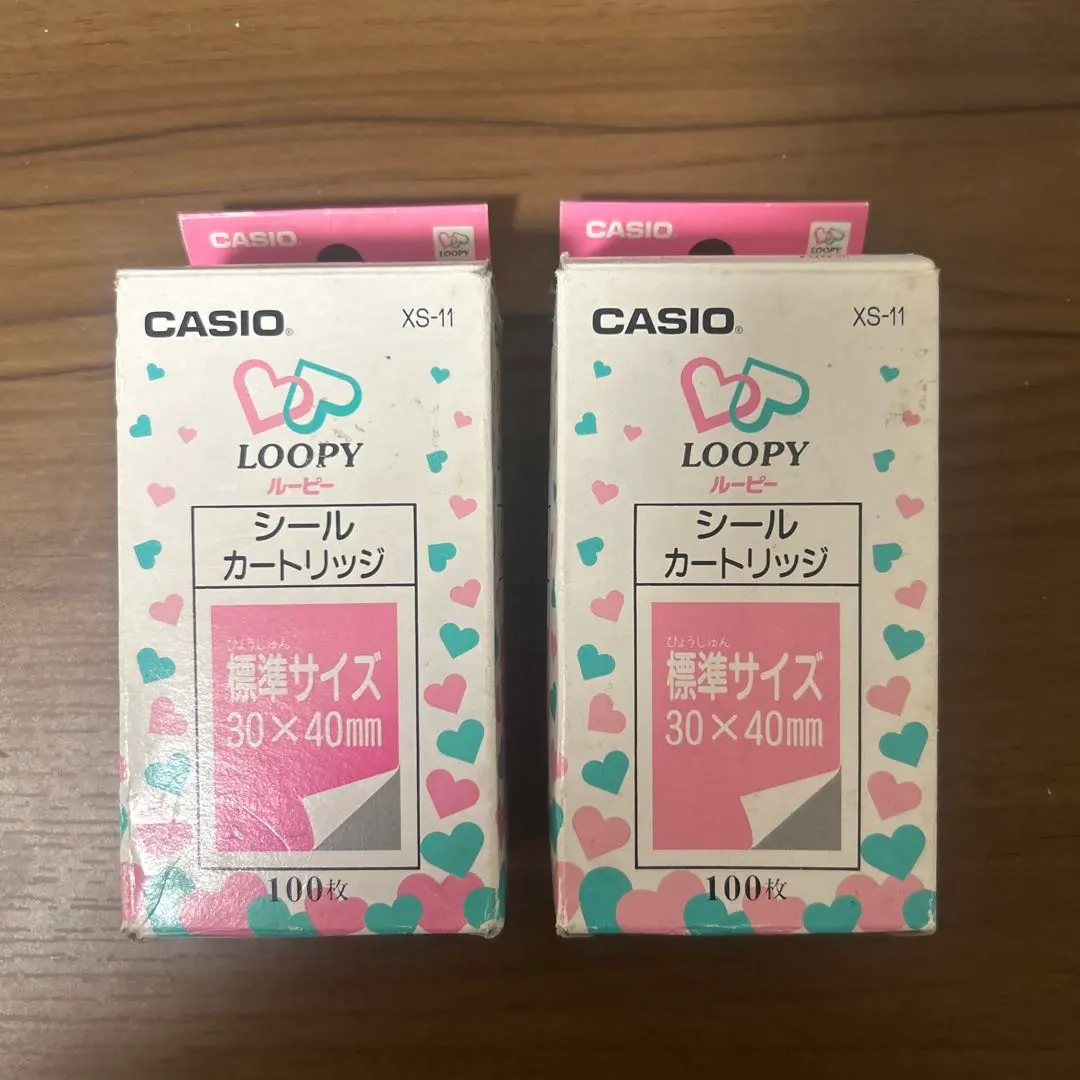 CASIO
LOOPY
CASIO®
XS-11
LOOPY
ルーピー
シール
カートリッジ
ひょうじゅん
標準サイズ
30×40mm
100枚
CASIO
LOOPY
CASIO®
XS-11
LOOPY
ルーピー
シール
カートリッジ
ひょうじゅん
標準サイズ
30×40mm
100枚